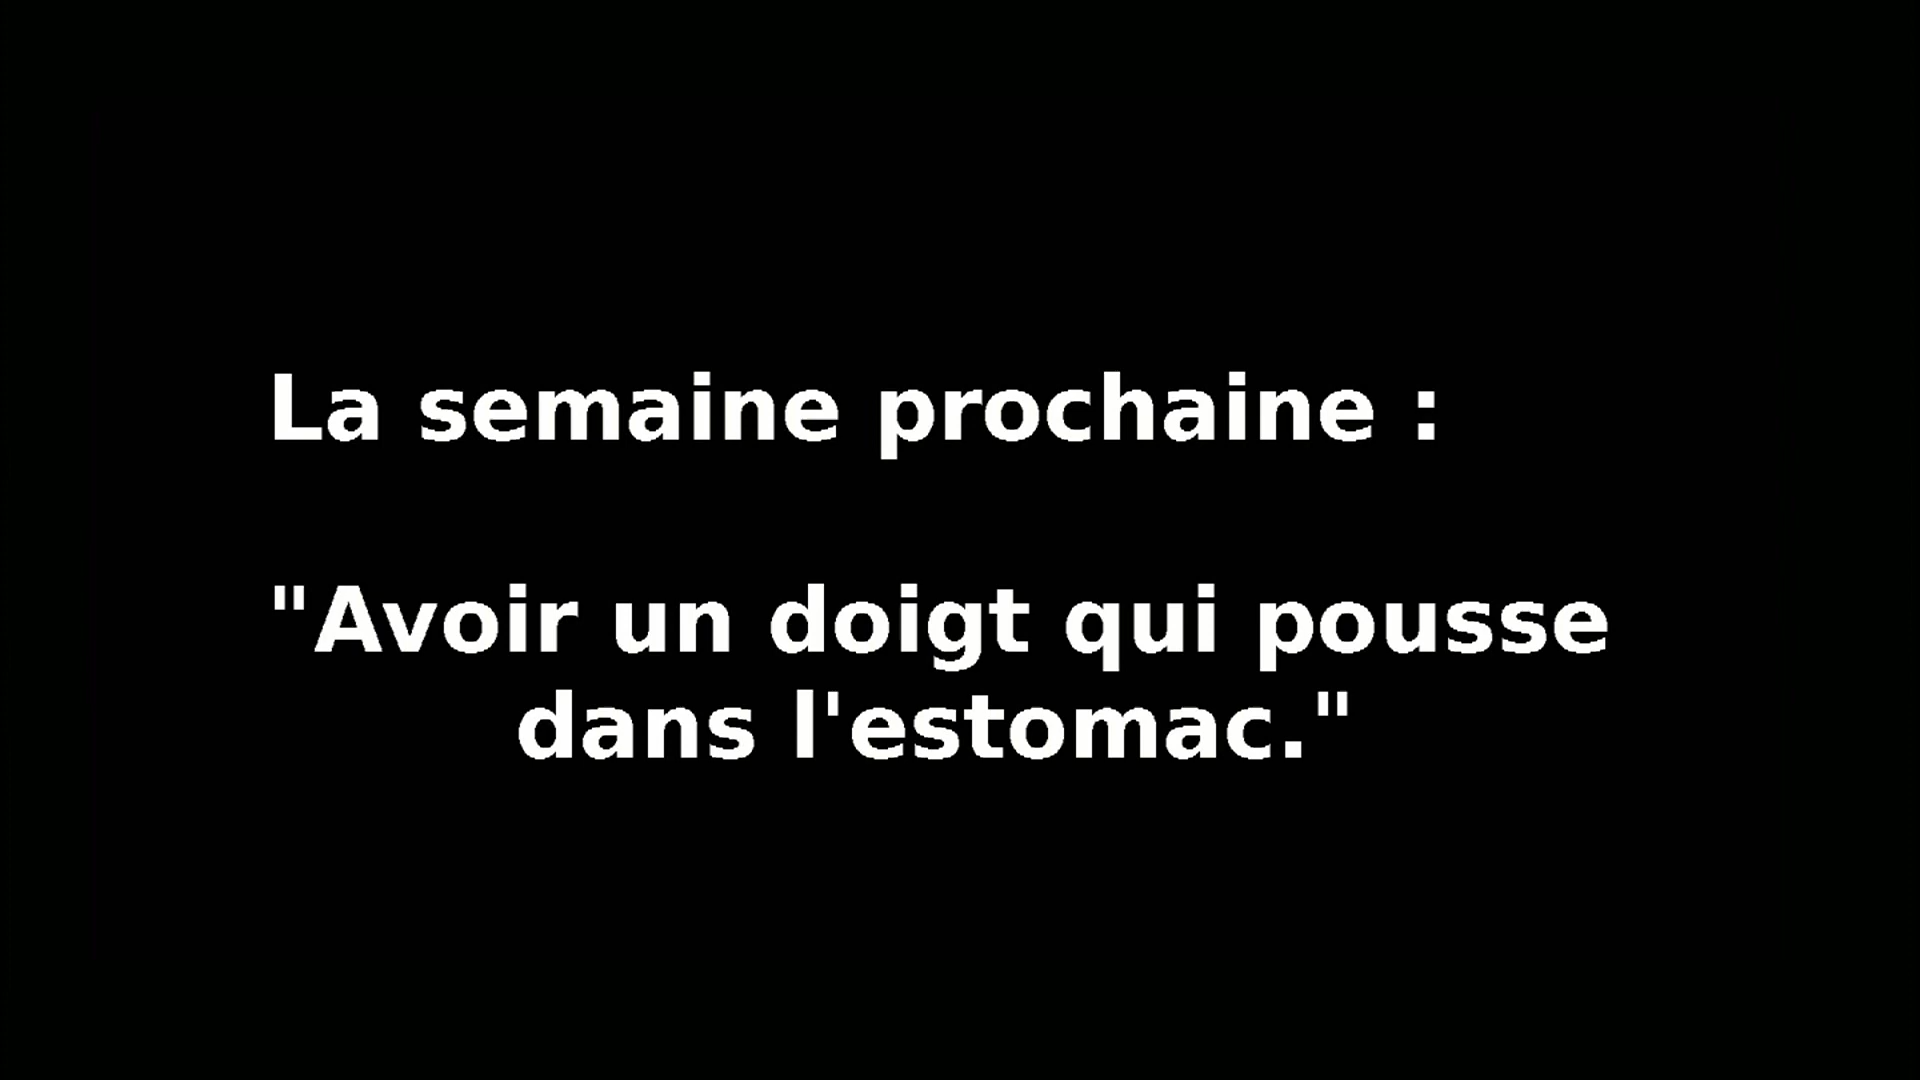 La semaine prochaine :
"Avoir un doigt qui pousse
dans l'estomac."